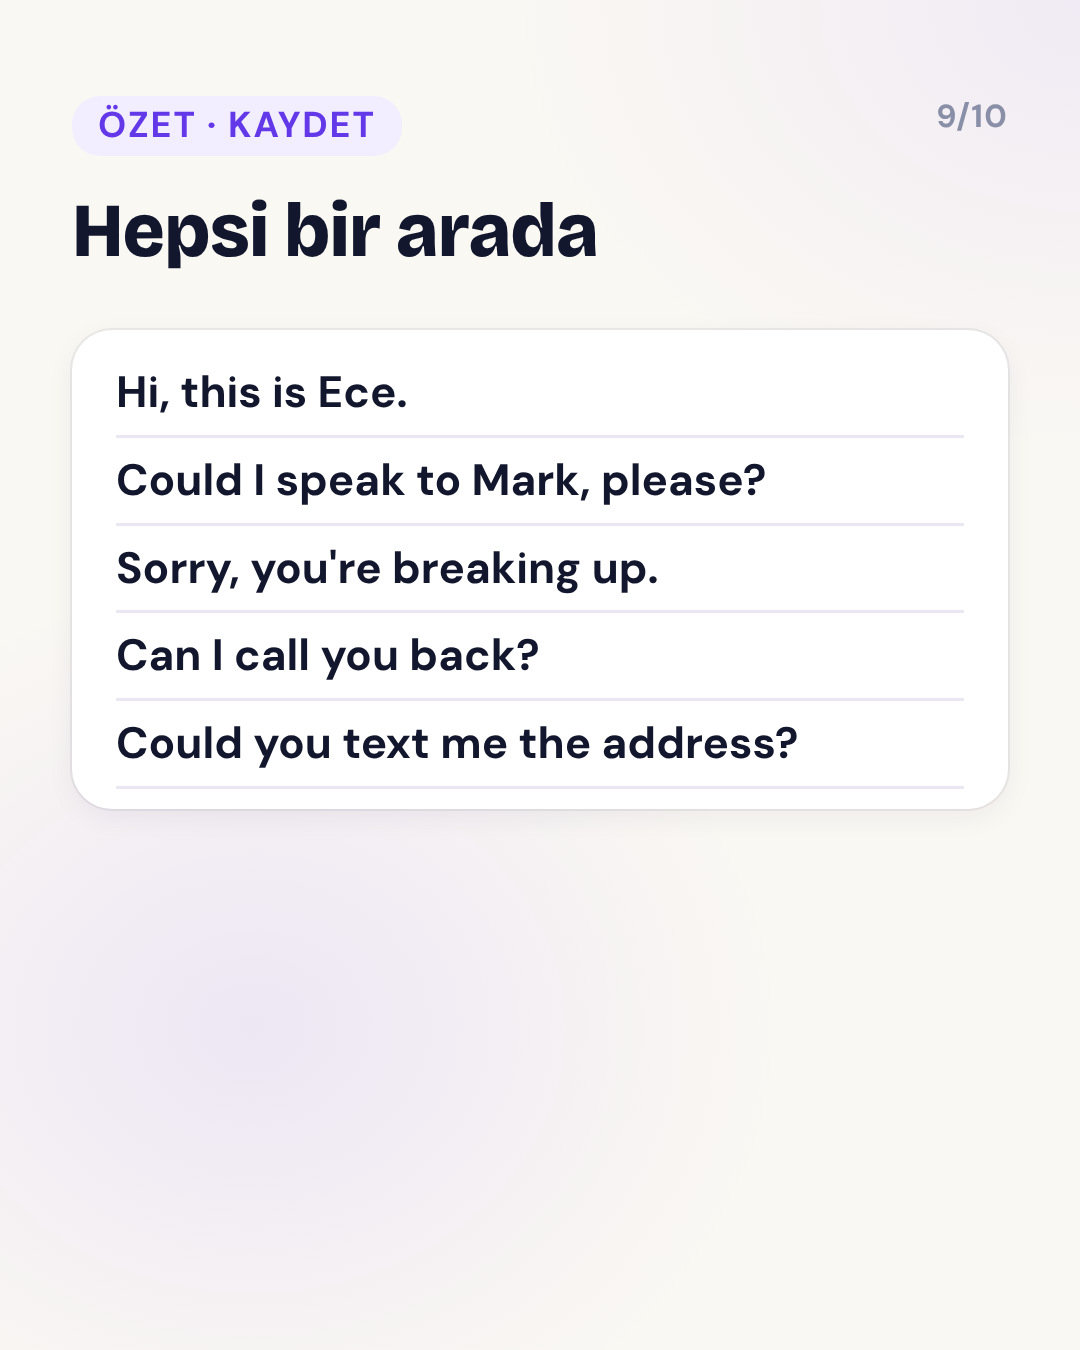 ÖZET · KAYDET
9/10
Hepsi bir arada
Hi, this is Ece.
Could I speak to Mark, please?
Sorry, you're breaking up.
Can I call you back?
Could you text me the address?